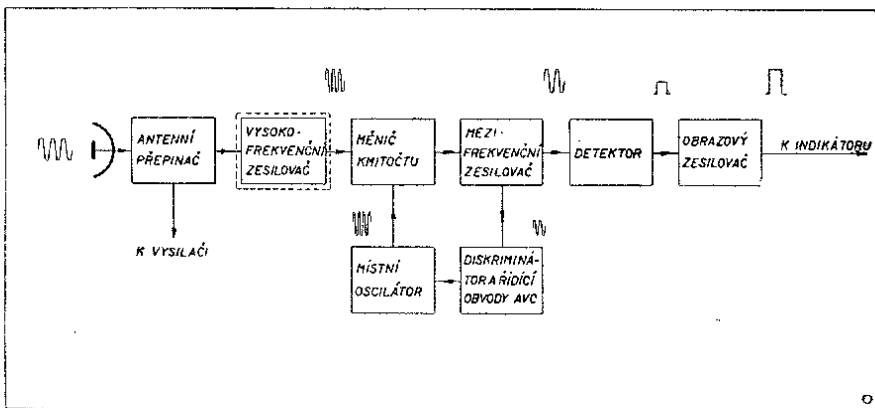 ANTENNÍ
PŘEPINAČ
VYSOKO-
FREKVENČNÍ
ZESILOVAČ
MĚNIČ
KMITOČTU
MEZI-
FREKVENČNÍ
ZESILOVAČ
DETEKTOR
OBRAZOVÝ
ZESILOVAČ
K INDIKÁTORU
K VYSILAČI
MÍSTNÍ
OSCILÁTOR
DISKRIMINÁ-
TOR A ŘÍDÍCÍ
OBVODY AVC